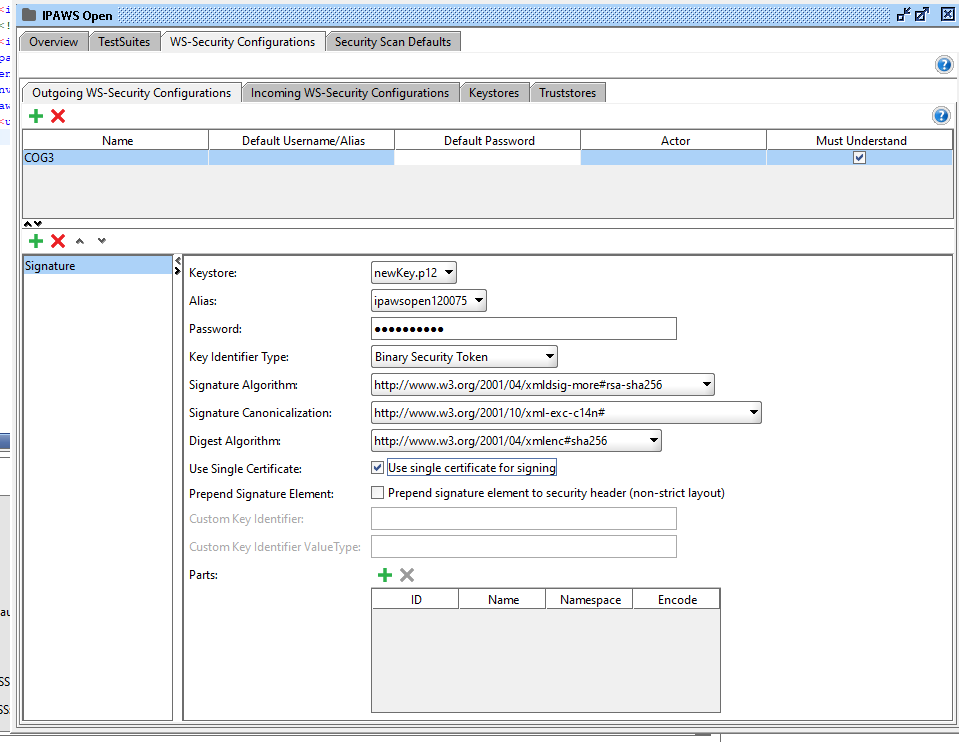 IPAWS Open
Overview TestSuites WS-Security Configurations Security Scan Defaults
Outgoing WS-Security Configurations Incoming WS-Security Configurations Keystores Truststores
Name Default Username/Alias Default Password Actor Must Understand
COG3
Signature
Keystore: newKey.p12
Alias: ipawsopen120075
Password: ●●●●●●●●●●
Key Identifier Type: Binary Security Token
Signature Algorithm: http://www.w3.org/2001/04/xmldsig-more#rsa-sha256
Signature Canonicalization: http://www.w3.org/2001/10/xml-exc-c14n#
Digest Algorithm: http://www.w3.org/2001/04/xmlenc#sha256
Use Single Certificate: Use single certificate for signing
Prepend Signature Element: Prepend signature element to security header (non-strict layout)
Custom Key Identifier:
Custom Key Identifier ValueType:
Parts:
ID Name Namespace Encode